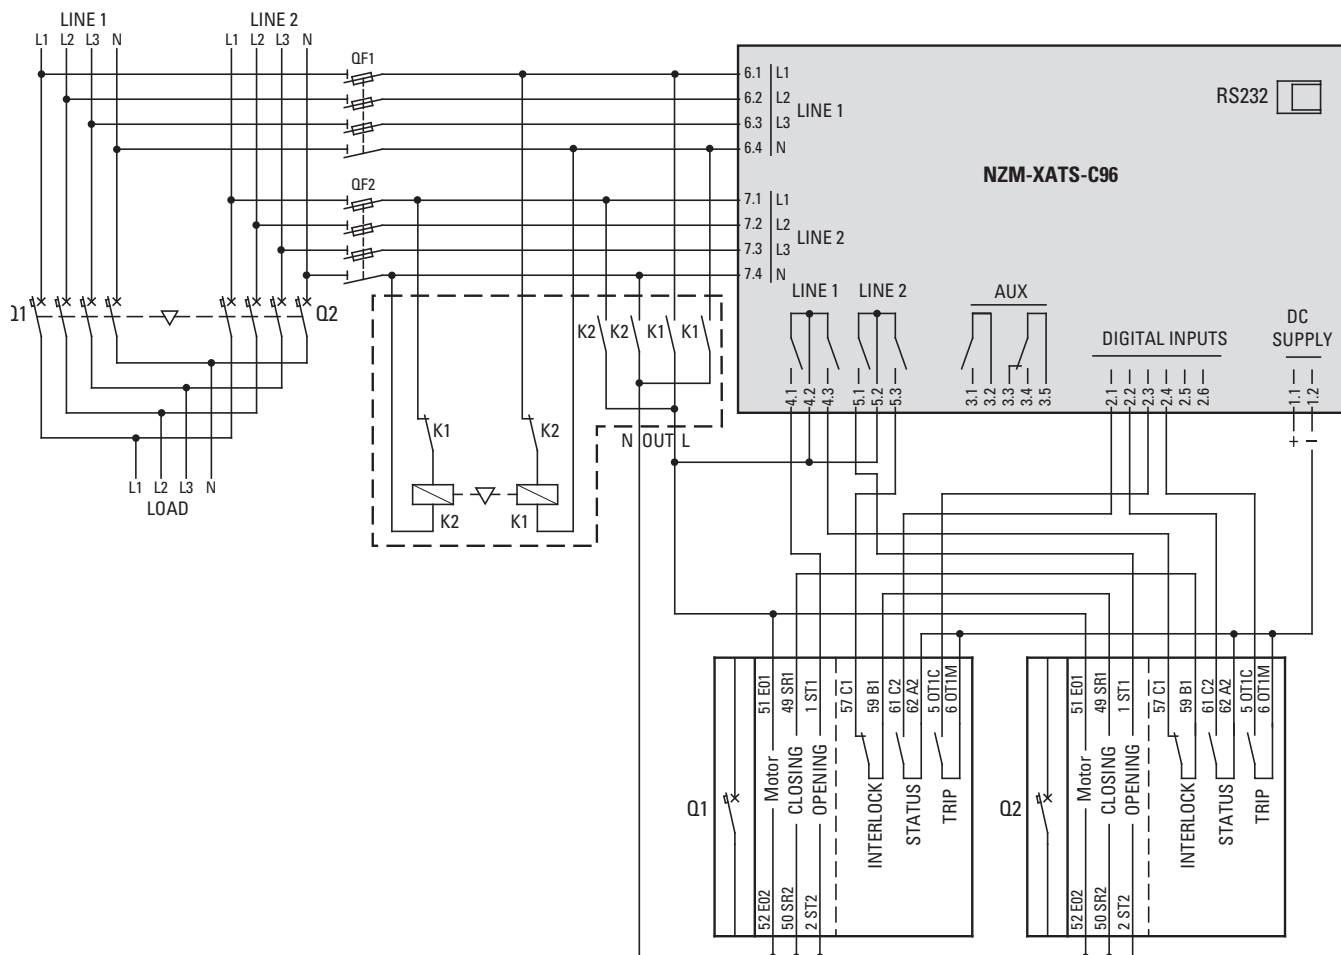 LINE 1 LINE 2
L1 L2 L3 N L1 L2 L3 N
QF1
6.1 L1
6.2 L2
6.3 L3
6.4 N
LINE 1
RS232
NZM-XATS-C96
QF2
7.1 L1
7.2 L2
7.3 L3
7.4 N
LINE 2
LINE 1 LINE 2 AUX
DIGITAL INPUTS
DC
SUPPLY
Q1 Q2
K2 K2 K1 K1
4.1 4.2 4.3 5.1 5.2 5.3 3.1 3.2 3.3 3.4 3.5 2.1 2.2 2.3 2.4 2.5 2.6 1.1 1.2
+ −
K1 K2
N OUT L
L1 L2 L3 N
LOAD
K2 K1
51 E01 49 SR1 1 ST1 57 C1 59 B1 61 C2 62 A2 5 OT1C 6 OT1M
51 E01 49 SR1 1 ST1 57 C1 59 B1 61 C2 62 A2 5 OT1C 6 OT1M
Q1 Motor CLOSING OPENING INTERLOCK STATUS TRIP
Q2 Motor CLOSING OPENING INTERLOCK STATUS TRIP
52 E02 50 SR2 2 ST2
52 E02 50 SR2 2 ST2